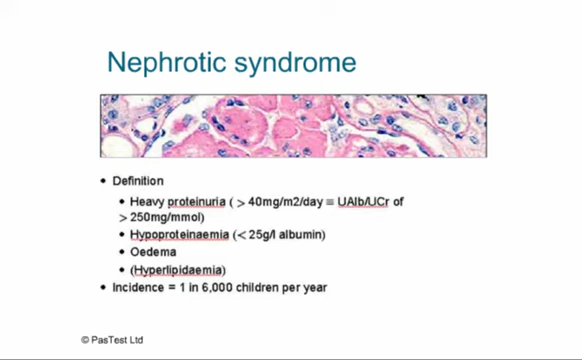 Nephrotic syndrome
• Definition
• Heavy proteinuria ( > 40mg/m2/day ≡ UAlb/UCr of
> 250mg/mmol)
• Hypoproteinaemia (< 25g/l albumin)
• Oedema
• (Hyperlipidaemia)
• Incidence = 1 in 6,000 children per year
© PasTest Ltd